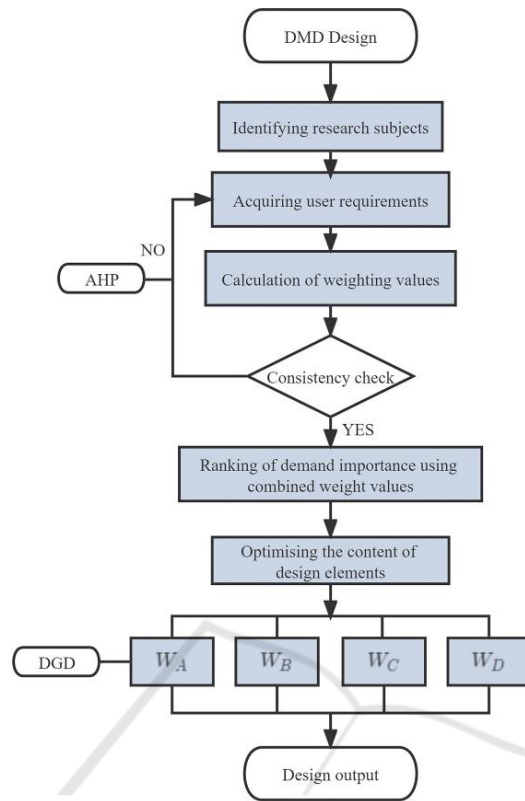 DMD Design
Identifying research subjects
Acquiring user requirements
NO
AHP
Calculation of weighting values
Consistency check
YES
Ranking of demand importance using
combined weight values
Optimising the content of
design elements
DGD
W_A
W_B
W_C
W_D
Design output